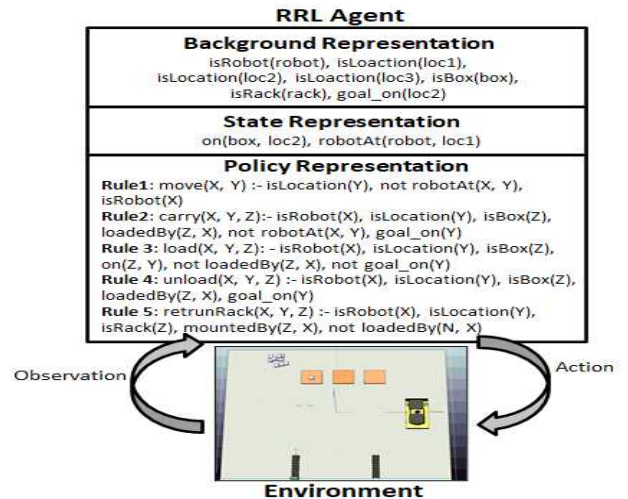 RRL Agent
Background Representation
isRobot(robot), isLoaction(loc1),
isLocation(loc2), isLoaction(loc3), isBox(box),
isRack(rack), goal_on(loc2)
State Representation
on(box, loc2), robotAt(robot, loc1)
Policy Representation
Rule1: move(X, Y) :- isLocation(Y), not robotAt(X, Y),
isRobot(X)
Rule2: carry(X, Y, Z):- isRobot(X), isLocation(Y), isBox(Z),
loadedBy(Z, X), not robotAt(X, Y), goal_on(Y)
Rule 3: load(X, Y, Z): - isRobot(X), isLocation(Y), isBox(Z),
on(Z, Y), not loadedBy(Z, X), not goal_on(Y)
Rule 4: unload(X, Y, Z) :- isRobot(X), isLocation(Y), isBox(Z),
loadedBy(Z, X), goal_on(Y)
Rule 5: retrunRack(X, Y, Z) :- isRobot(X), isLocation(Y),
isRack(Z), mountedBy(Z, X), not loadedBy(N, X)
Observation
Action
Environment